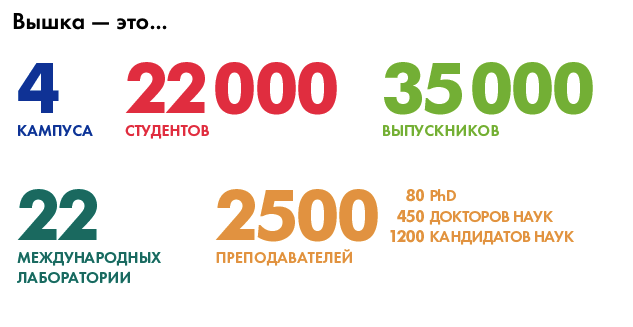 Вышка — это...
4
КАМПУСА
22 000
СТУДЕНТОВ
35 000
ВЫПУСКНИКОВ
22
МЕЖДУНАРОДНЫХ
ЛАБОРАТОРИИ
2500
ПРЕПОДАВАТЕЛЕЙ
80 PhD
450 ДОКТОРОВ НАУК
1200 КАНДИДАТОВ НАУК